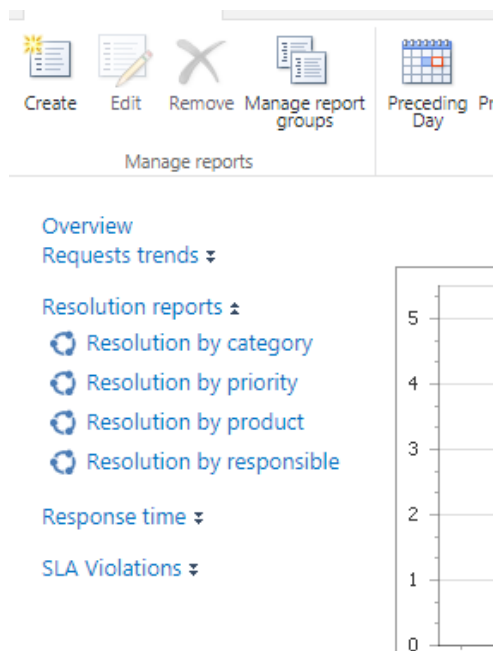 Create Edit Remove Manage report groups Preceding Day
Manage reports
Overview
Requests trends
Resolution reports
Resolution by category
Resolution by priority
Resolution by product
Resolution by responsible
Response time
SLA Violations
5
4
3
2
1
0